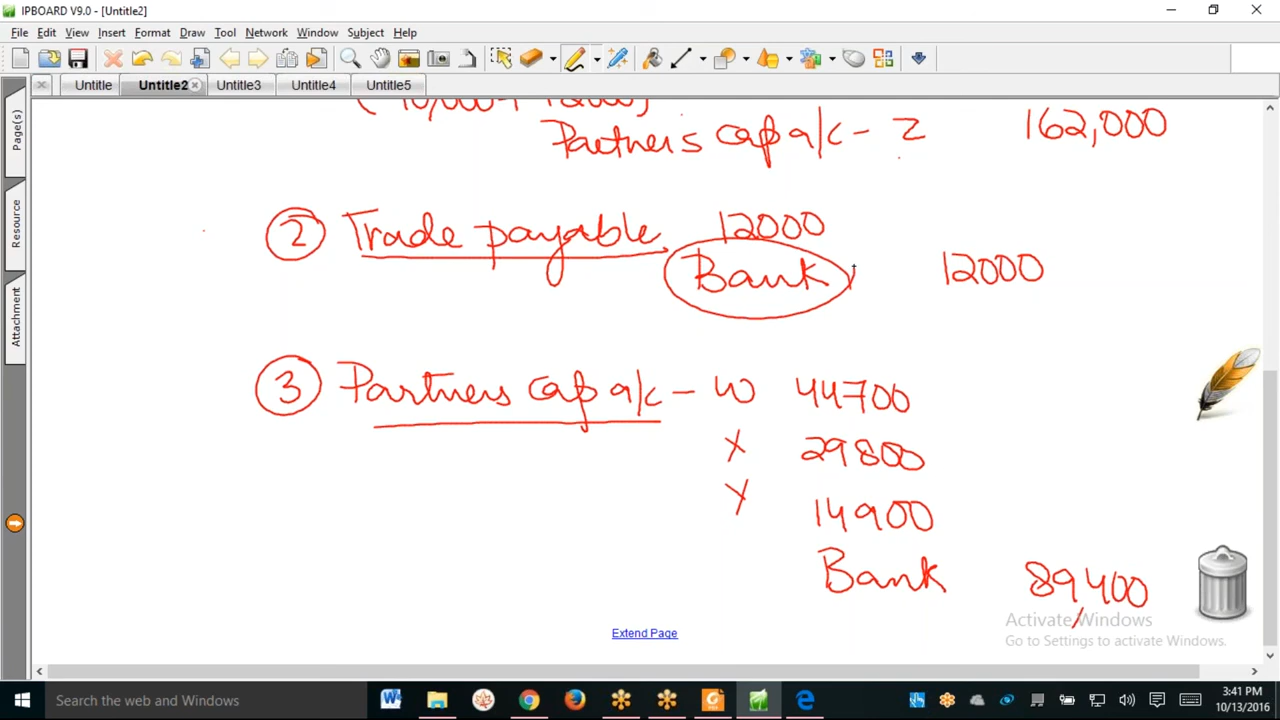 IPBOARD V9.0 - [Untitle2]
File Edit View Insert Format Draw Tool Network Window Subject Help
Untitle Untitle2 Untitle3 Untitle4 Untitle5
Page(s)
Resource
Attachment
Partners cap a/c - Z 162,000
2 Trade payable 12000
Bank 12000
3 Partners cap a/c - W 44700
X 29800
Y 14900
Bank 89,400
Extend Page
Activate Windows
Go to Settings to activate Windows.
Search the web and Windows
3:41 PM
10/13/2016